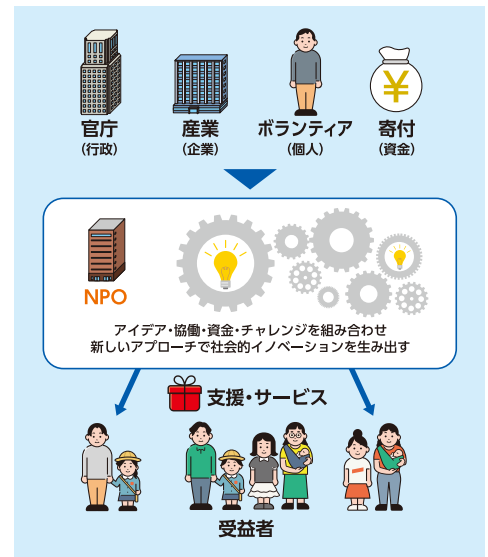 官庁 産業 ボランティア 寄付
(行政) (企業) (個人) (資金)
¥
NPO
アイデア・協働・資金・チャレンジを組み合わせ
新しいアプローチで社会的イノベーションを生み出す
支援・サービス
受益者